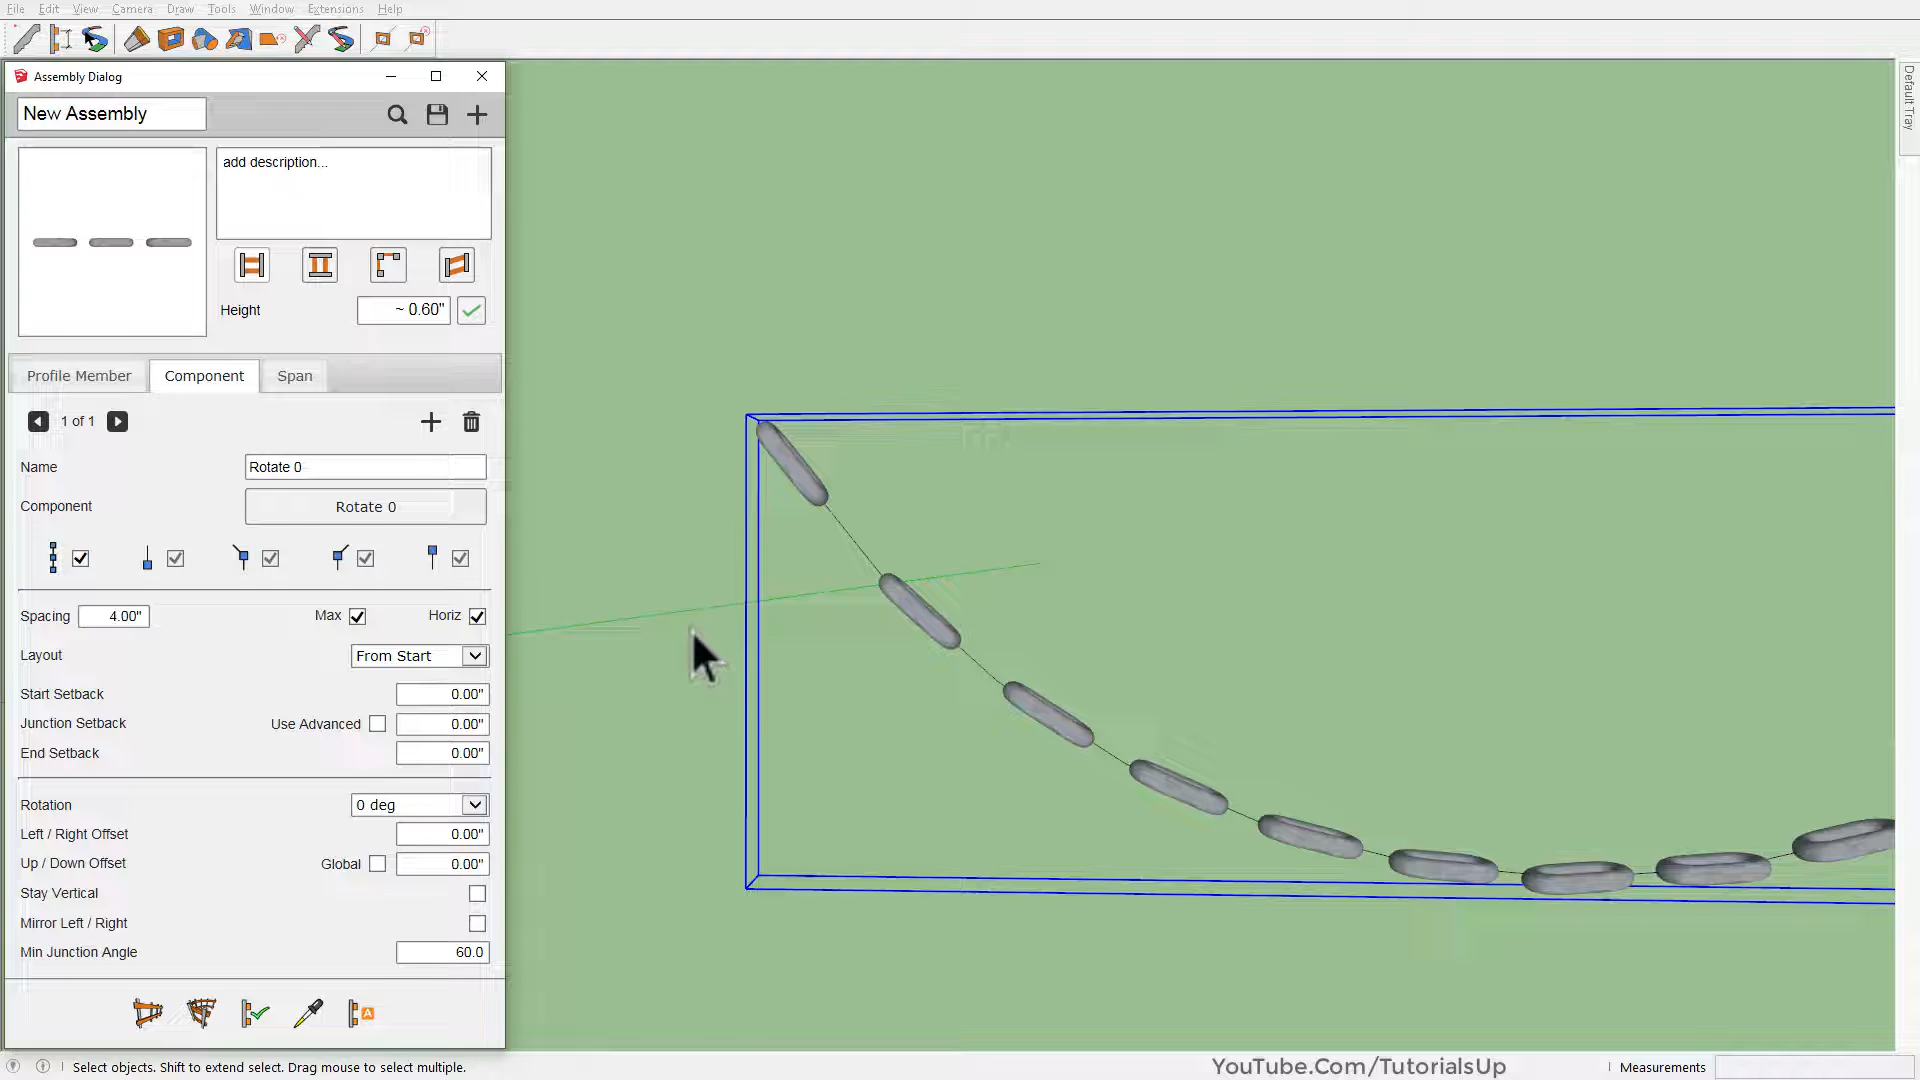 File Edit View Camera Draw Tools Window Extensions Help
Assembly Dialog
Default Tray
New Assembly
add description...
Height ~ 0.60"
Profile Member Component Span
1 of 1
Name Rotate 0
Component Rotate 0
Spacing 4.00" Max Horiz
Layout From Start
Start Setback 0.00"
Junction Setback Use Advanced 0.00"
End Setback 0.00"
Rotation 0 deg
Left / Right Offset 0.00"
Up / Down Offset Global 0.00"
Stay Vertical
Mirror Left / Right
Min Junction Angle 60.0
A
Select objects. Shift to extend select. Drag mouse to select multiple.
YouTube.Com/TutorialsUp
Measurements